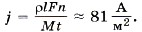 j = ρlFn / Mt ≈ 81 А/м².